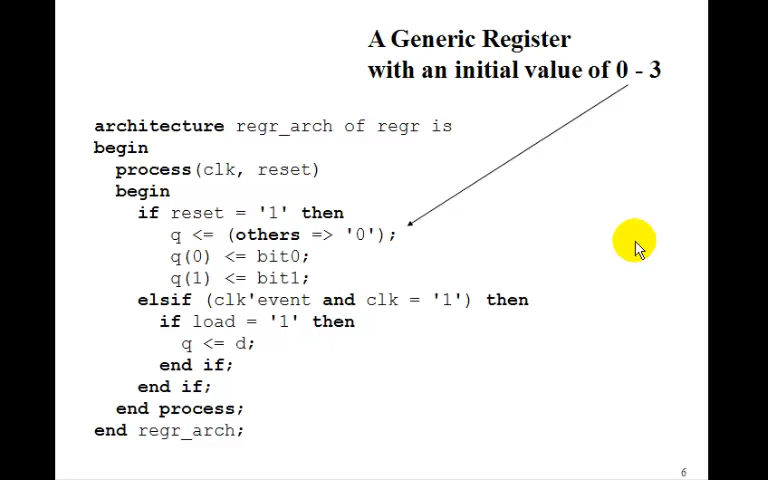 A Generic Register
with an initial value of 0 - 3
architecture regr_arch of regr is
begin
process(clk, reset)
begin
if reset = '1' then
q <= (others => '0');
q(0) <= bit0;
q(1) <= bit1;
elsif (clk'event and clk = '1') then
if load = '1' then
q <= d;
end if;
end if;
end process;
end regr_arch;
6